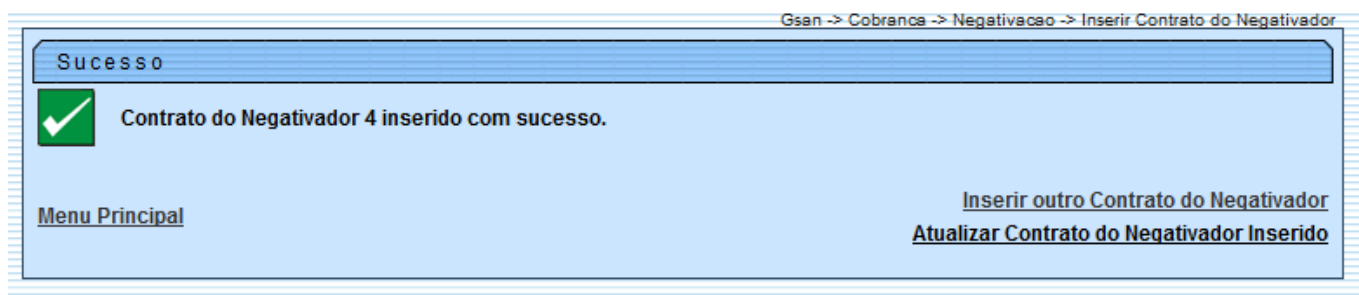 Gsan -> Cobranca -> Negativacao -> Inserir Contrato do Negativador
Sucesso
Contrato do Negativador 4 inserido com sucesso.
Inserir outro Contrato do Negativador
Menu Principal
Atualizar Contrato do Negativador Inserido